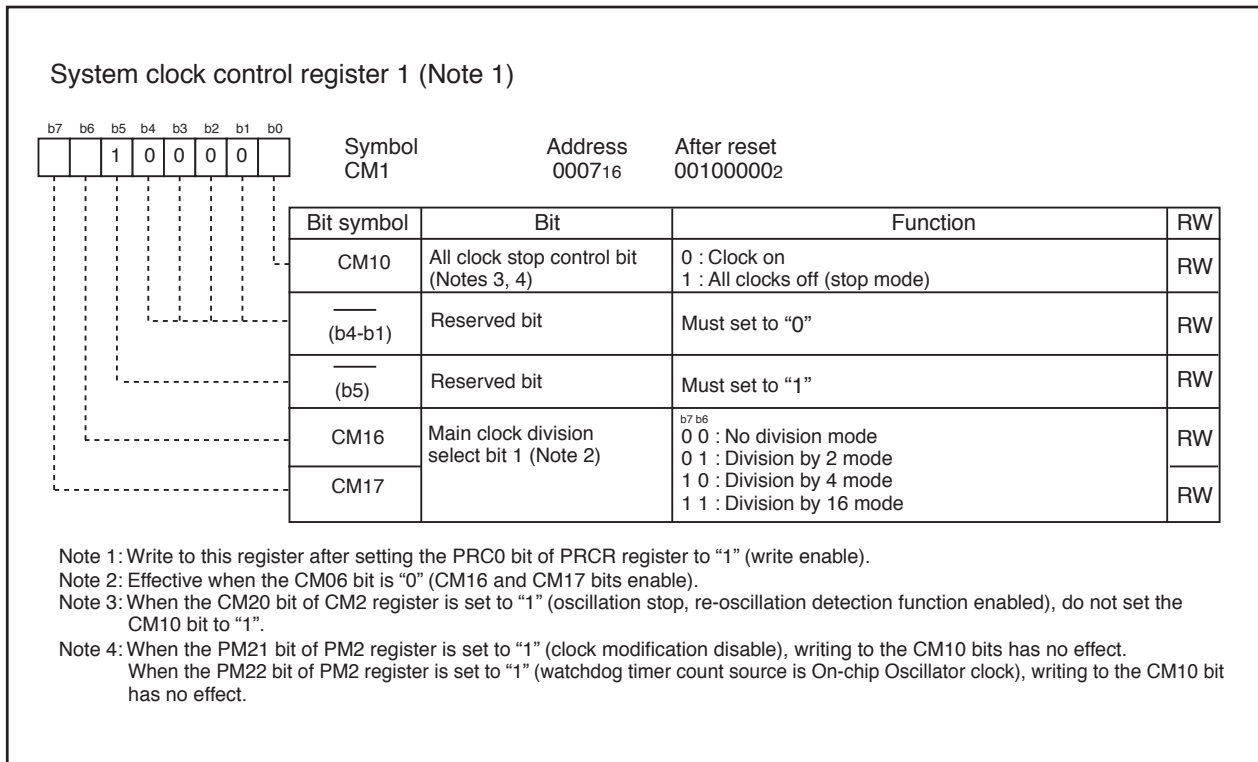 System clock control register 1 (Note 1)
b7 b6 b5 b4 b3 b2 b1 b0
1 0 0 0 0
Symbol Address After reset
CM1 000716 001000002
Bit symbol Bit Function RW
CM10 All clock stop control bit (Notes 3, 4) 0 : Clock on RW
1 : All clocks off (stop mode)
(b4-b1) Reserved bit Must set to “0” RW
(b5) Reserved bit Must set to “1” RW
b7 b6
CM16 Main clock division select bit 1 (Note 2) 0 0 : No division mode RW
0 1 : Division by 2 mode
CM17 1 0 : Division by 4 mode RW
1 1 : Division by 16 mode
Note 1: Write to this register after setting the PRC0 bit of PRCR register to “1” (write enable).
Note 2: Effective when the CM06 bit is “0” (CM16 and CM17 bits enable).
Note 3: When the CM20 bit of CM2 register is set to “1” (oscillation stop, re-oscillation detection function enabled), do not set the
CM10 bit to “1”.
Note 4: When the PM21 bit of PM2 register is set to “1” (clock modification disable), writing to the CM10 bits has no effect.
When the PM22 bit of PM2 register is set to “1” (watchdog timer count source is On-chip Oscillator clock), writing to the CM10 bit
has no effect.